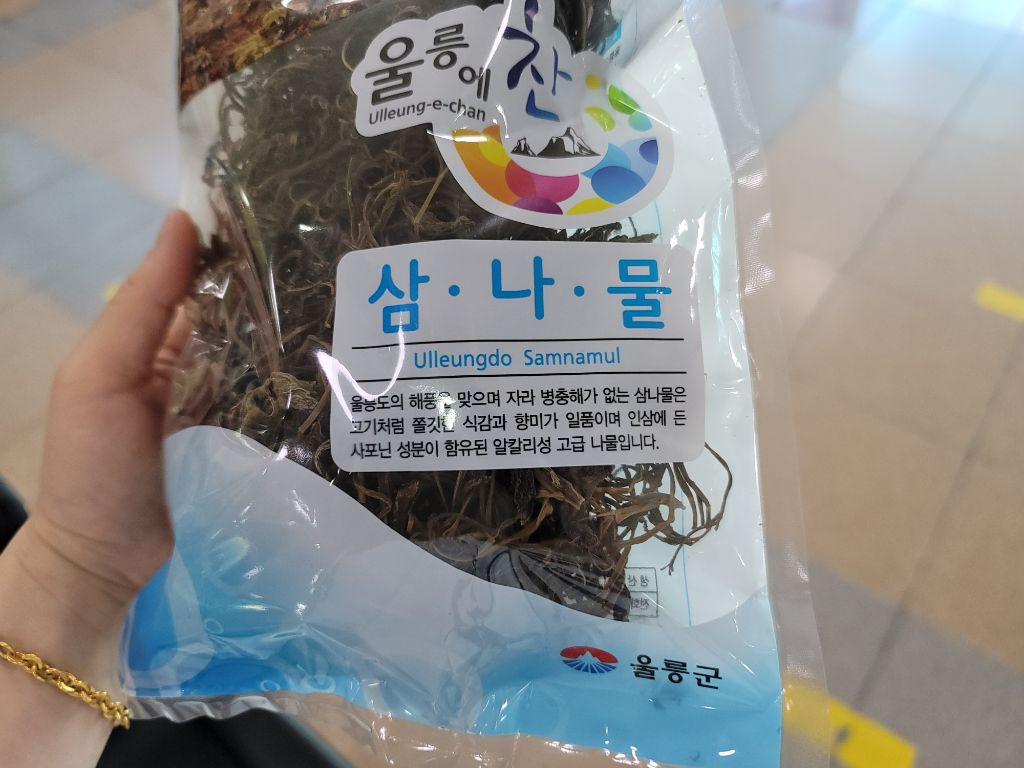 울릉에 찬
Ulleung-e-chan
삼·나·물
Ulleungdo Samnamul
울릉도의 해풍을 맞으며 자라 병충해가 없는 삼나물은
고기처럼 쫄깃한 식감과 향미가 일품이며 인삼에 든
사포닌 성분이 함유된 알칼리성 고급 나물입니다.
울릉군